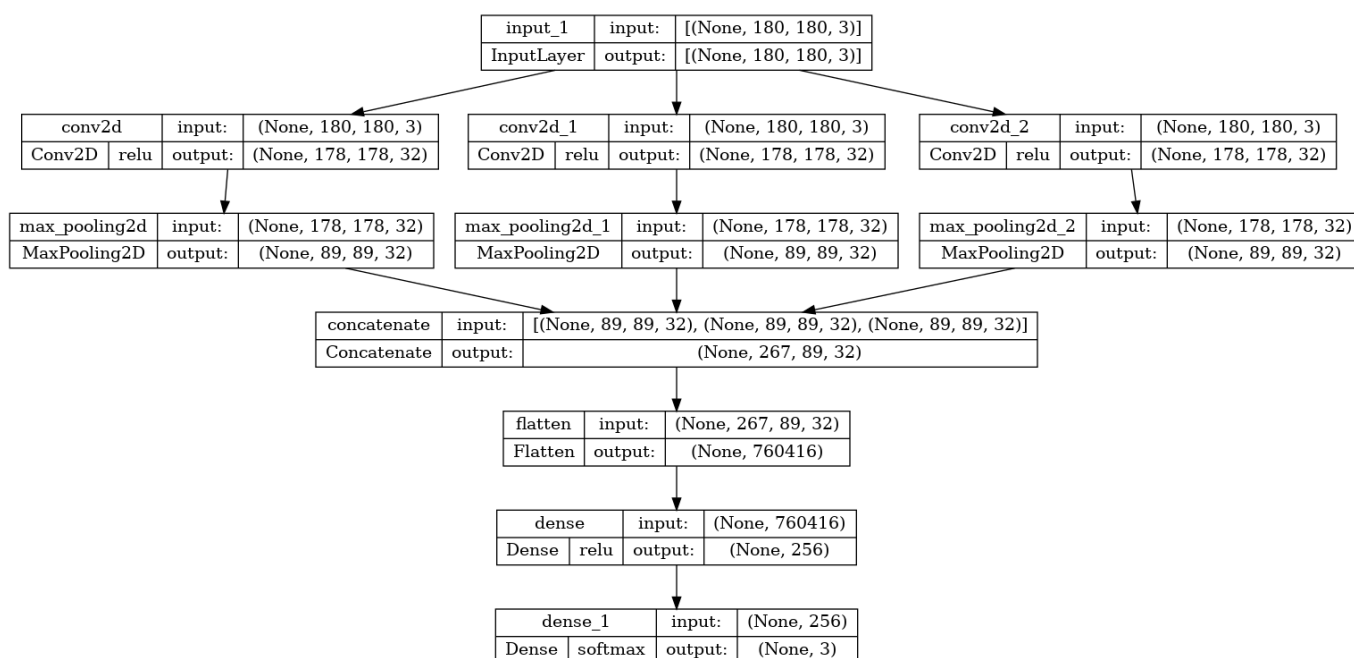 input_1 input: [(None, 180, 180, 3)]
InputLayer output: [(None, 180, 180, 3)]
conv2d input: (None, 180, 180, 3)
Conv2D relu output: (None, 178, 178, 32)
conv2d_1 input: (None, 180, 180, 3)
Conv2D relu output: (None, 178, 178, 32)
conv2d_2 input: (None, 180, 180, 3)
Conv2D relu output: (None, 178, 178, 32)
max_pooling2d input: (None, 178, 178, 32)
MaxPooling2D output: (None, 89, 89, 32)
max_pooling2d_1 input: (None, 178, 178, 32)
MaxPooling2D output: (None, 89, 89, 32)
max_pooling2d_2 input: (None, 178, 178, 32)
MaxPooling2D output: (None, 89, 89, 32)
concatenate input: [(None, 89, 89, 32), (None, 89, 89, 32), (None, 89, 89, 32)]
Concatenate output: (None, 267, 89, 32)
flatten input: (None, 267, 89, 32)
Flatten output: (None, 760416)
dense input: (None, 760416)
Dense relu output: (None, 256)
dense_1 input: (None, 256)
Dense softmax output: (None, 3)